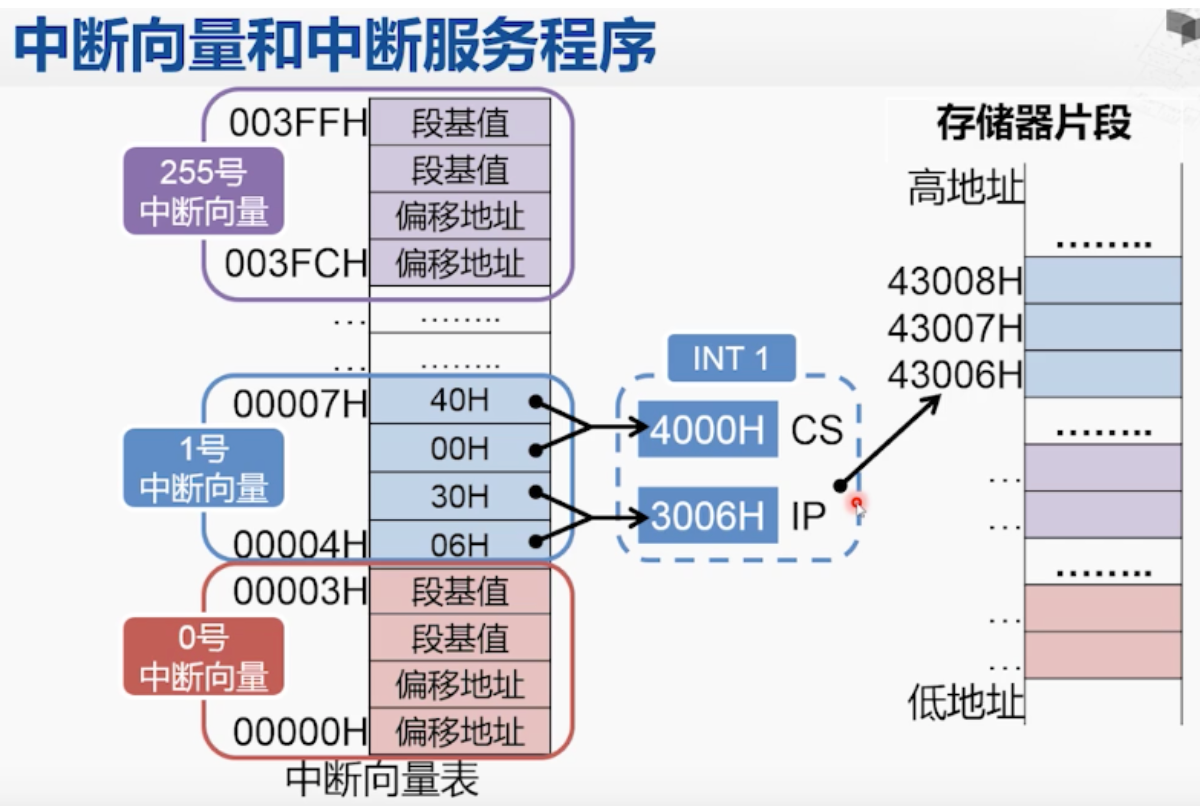 中断向量和中断服务程序
003FFH 段基值
255号
中断向量
段基值
偏移地址
003FCH 偏移地址
... ........
... ........
00007H 40H
1号
中断向量
00H
30H
00004H 06H
00003H 段基值
0号
中断向量
段基值
偏移地址
00000H 偏移地址
中断向量表
INT 1
4000H CS
3006H IP
存储器片段
高地址
........
43008H
43007H
43006H
........
...
...
........
...
...
低地址